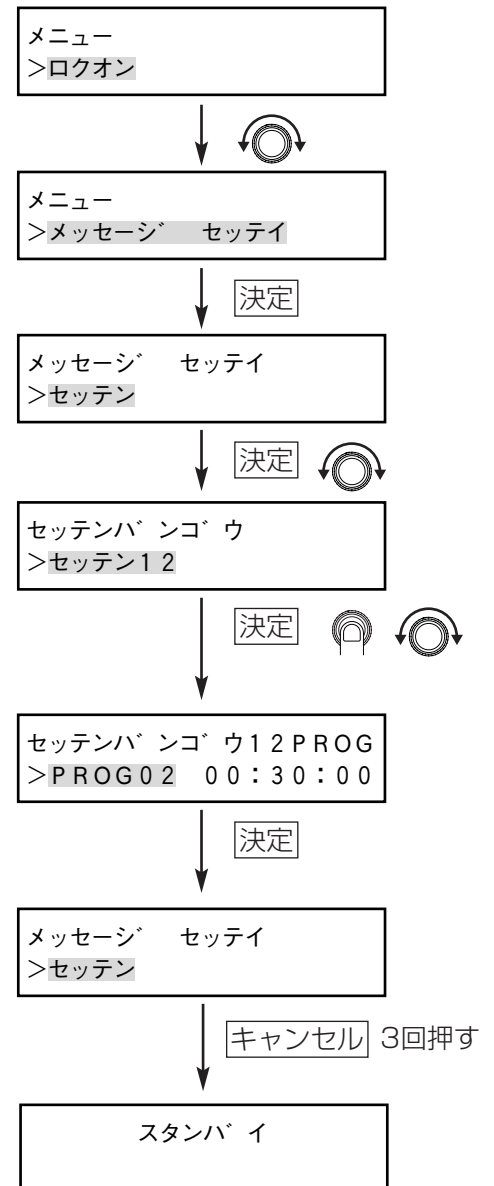 メニュー
>ロクオン
メニュー
>メッセージ セッテイ
決定
メッセージ セッテイ
>セッテン
決定
セッテンバンゴウ
>セッテン12
決定
セッテンバンゴウ12PROG
>PROG02 00:30:00
決定
メッセージ セッテイ
>セッテン
キャンセル 3回押す
スタンバイ